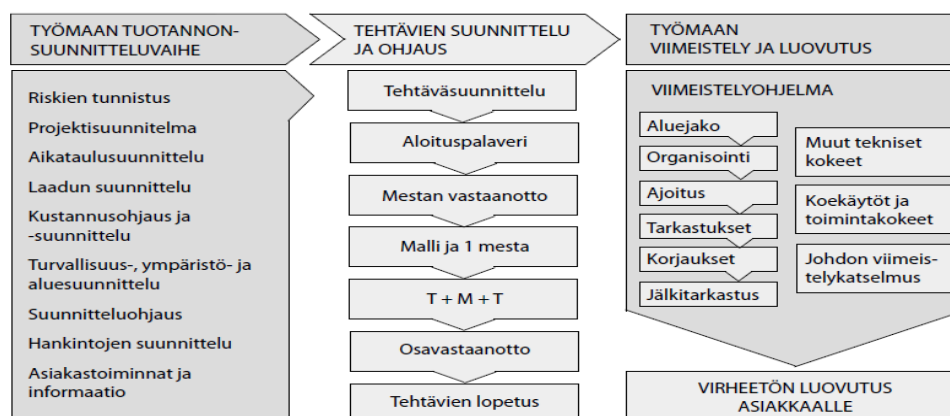 TYÖMAAN TUOTANNON-
SUUNNITTELUVAIHE
Riskien tunnistus
Projektisuunnitelma
Aikataulusuunnittelu
Laadun suunnittelu
Kustannusohjaus ja
-suunnittelu
Turvallisuus-, ympäristö- ja
aluesuunnittelu
Suunnitteluohjaus
Hankintojen suunnittelu
Asiakastoiminnat ja
informaatio
TEHTÄVIEN SUUNNITTELU
JA OHJAUS
Tehtäväsuunnittelu
Aloituspalaveri
Mestan vastaanotto
Malli ja 1 mesta
T + M + T
Osavastaanotto
Tehtävien lopetus
TYÖMAAN
VIIMEISTELY JA LUOVUTUS
VIIMEISTELYOHJELMA
Aluejako
Organisointi
Ajoitus
Tarkastukset
Korjaukset
Jälkitarkastus
Muut tekniset
kokeet
Koekäytöt ja
toimintakokeet
Johdon viimeis-
telykatselmus
VIRHEETÖN LUOVUTUS
ASIAKKAALLE